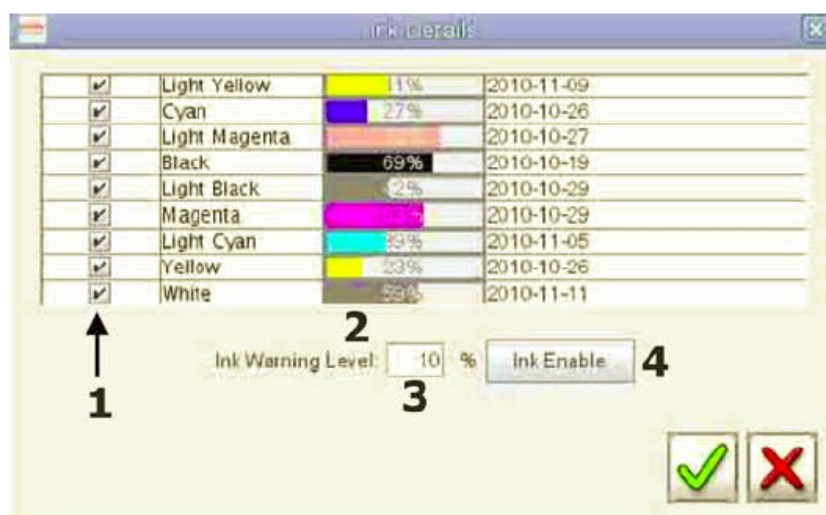 Ink Details
Light Yellow 2010-11-09
Cyan 27% 2010-10-26
Light Magenta 2010-10-27
Black 69% 2010-10-19
Light Black 2010-10-29
Magenta 2010-10-29
Light Cyan 39% 2010-11-05
Yellow 23% 2010-10-26
White 59% 2010-11-11
2
Ink Warning Level: 10 % Ink Enable 4
1 3